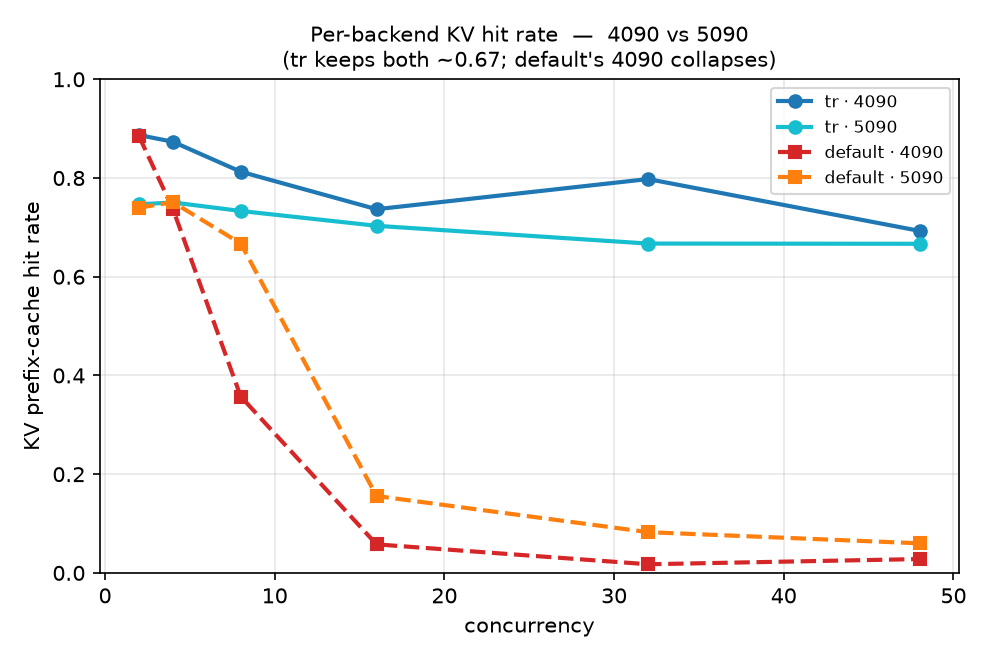 Per-backend KV hit rate  —  4090 vs 5090
(tr keeps both ~0.67; default's 4090 collapses)
1.0
0.8
0.6
0.4
0.2
0.0
KV prefix-cache hit rate
tr · 4090
tr · 5090
default · 4090
default · 5090
0
10
20
30
40
50
concurrency